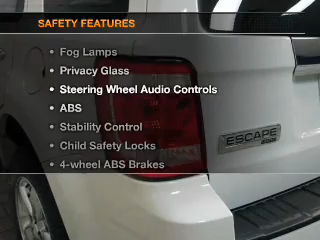 SAFETY FEATURES
• Fog Lamps
• Privacy Glass
• Steering Wheel Audio Controls
• ABS
• Stability Control
• Child Safety Locks
• 4-wheel ABS Brakes
ESCAPE